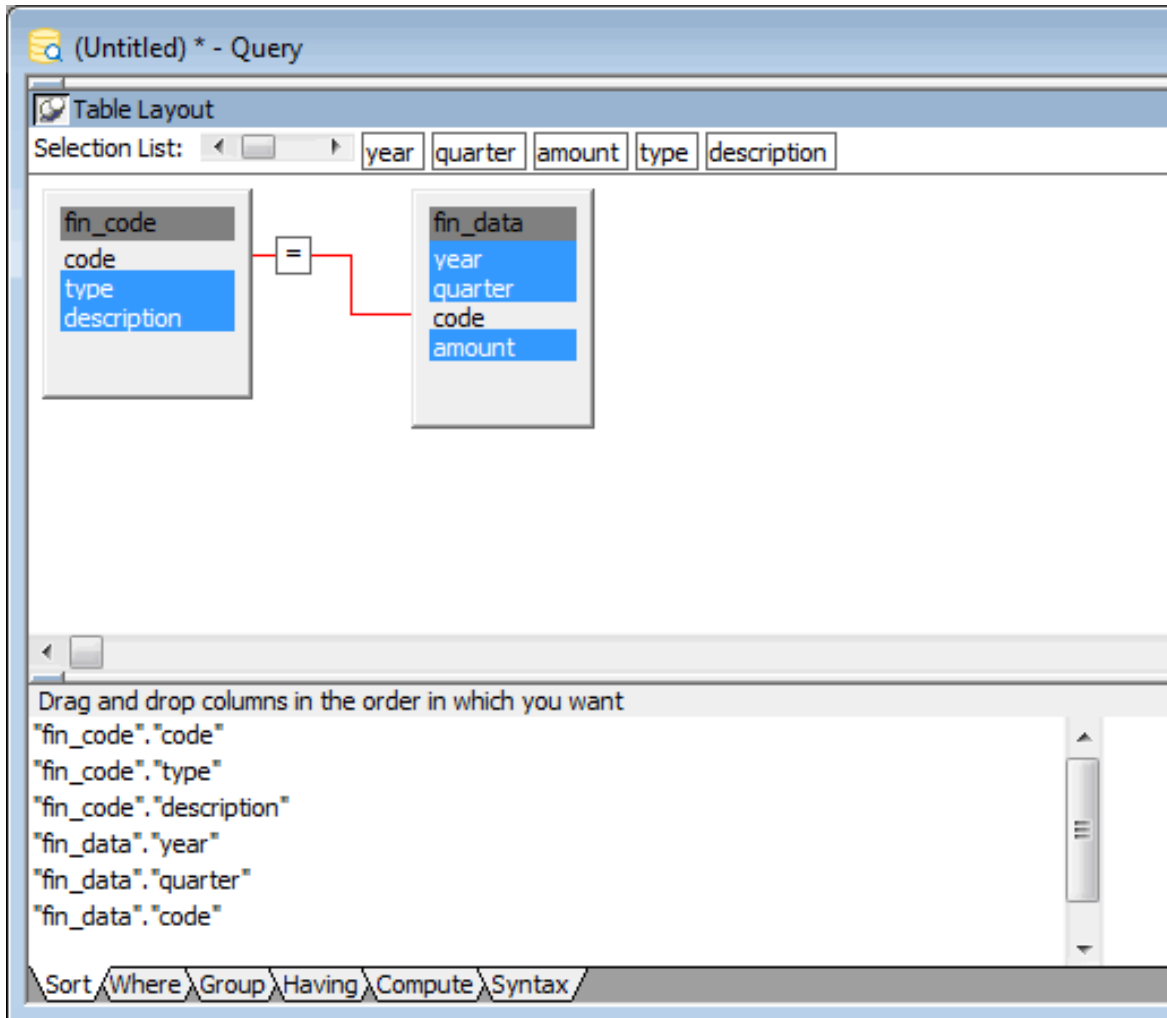 (Untitled) * - Query
Table Layout
Selection List: year quarter amount type description
fin_code
code
type
description
=
fin_data
year
quarter
code
amount
Drag and drop columns in the order in which you want
"fin_code"."code"
"fin_code"."type"
"fin_code"."description"
"fin_data"."year"
"fin_data"."quarter"
"fin_data"."code"
Sort Where Group Having Compute Syntax